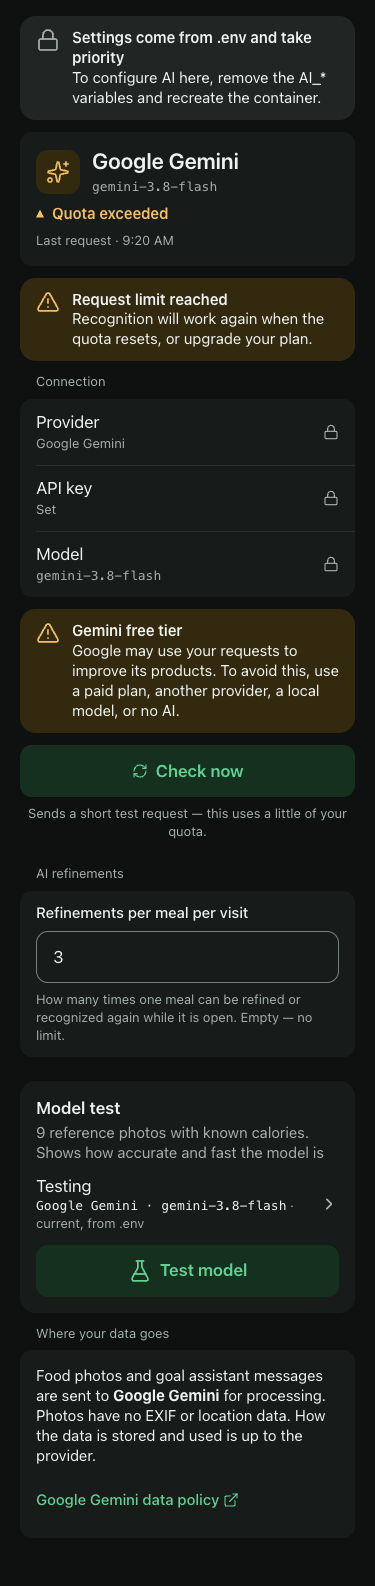 Settings come from .env and take
priority
To configure AI here, remove the AI_*
variables and recreate the container.
Google Gemini
gemini-3.8-flash
Quota exceeded
Last request · 9:20 AM
Request limit reached
Recognition will work again when the
quota resets, or upgrade your plan.
Connection
Provider
Google Gemini
API key
Set
Model
gemini-3.8-flash
Gemini free tier
Google may use your requests to
improve its products. To avoid this, use
a paid plan, another provider, a local
model, or no AI.
Check now
Sends a short test request — this uses a little of your
quota.
AI refinements
Refinements per meal per visit
3
How many times one meal can be refined or
recognized again while it is open. Empty — no
limit.
Model test
9 reference photos with known calories.
Shows how accurate and fast the model is
Testing
Google Gemini · gemini-3.8-flash ·
current, from .env
Test model
Where your data goes
Food photos and goal assistant messages
are sent to Google Gemini for processing.
Photos have no EXIF or location data. How
the data is stored and used is up to the
provider.
Google Gemini data policy